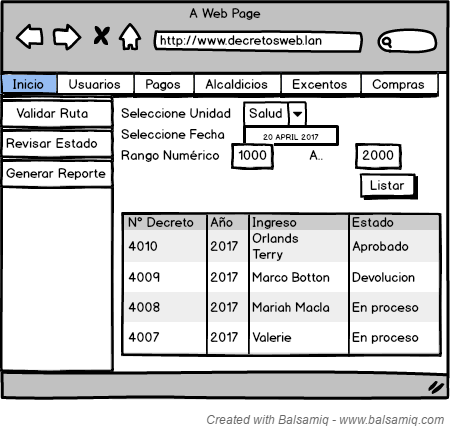 A Web Page
http://www.decretosweb.lan
Inicio Usuarios Pagos Alcaldicios Excentos Compras
Validar Ruta
Revisar Estado
Generar Reporte
Seleccione Unidad Salud
Seleccione Fecha 20 APRIL 2017
Rango Numérico 1000 A.. 2000
Listar
N° Decreto Año Ingreso Estado
4010 2017 Orlands Terry Aprobado
4009 2017 Marco Botton Devolucion
4008 2017 Mariah Macla En proceso
4007 2017 Valerie En proceso
Created with Balsamiq - www.balsamiq.com